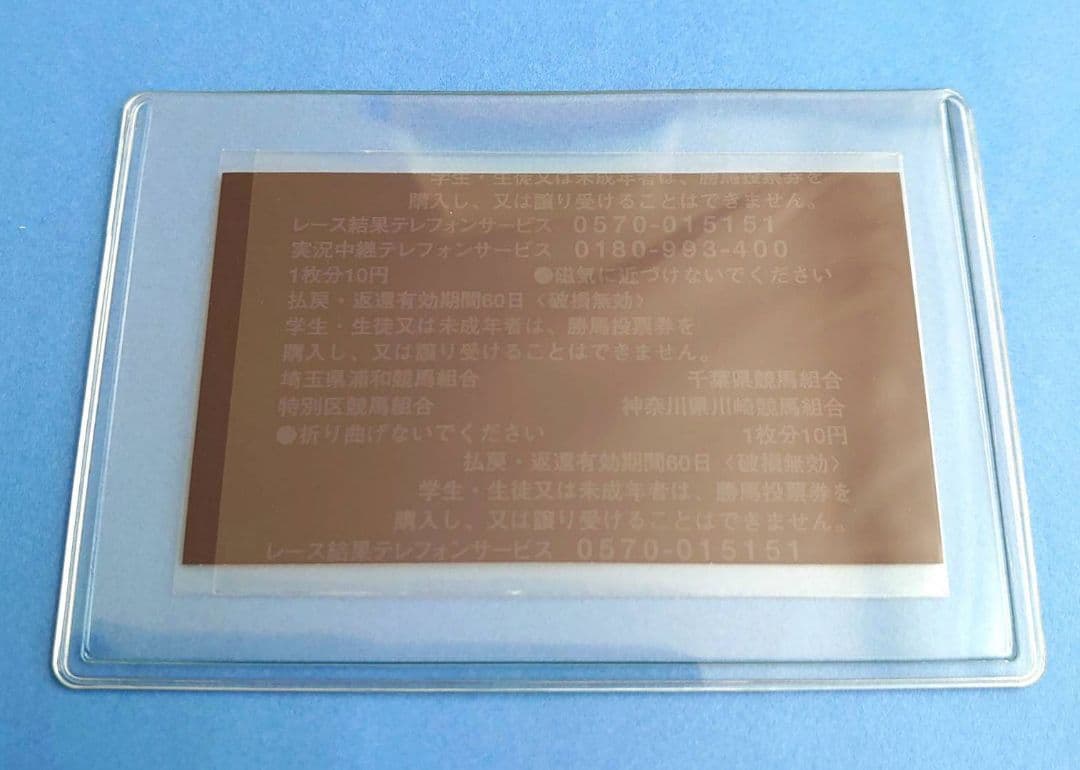 学生・生徒又は未成年者は、勝馬投票券を
購入し、又は譲り受けることはできません。
レース結果テレフォンサービス 0570-015151
実況中継テレフォンサービス 0180-993-400
1枚分10円 ●磁気に近づけないでください
払戻・返還有効期間60日〈破損無効〉
学生・生徒又は未成年者は、勝馬投票券を
購入し、又は譲り受けることはできません。
埼玉県浦和競馬組合 千葉県競馬組合
特別区競馬組合 神奈川県川崎競馬組合
●折り曲げないでください 1枚分10円
払戻・返還有効期間60日〈破損無効〉
学生・生徒又は未成年者は、勝馬投票券を
購入し、又は譲り受けることはできません。
レース結果テレフォンサービス 0570-015151